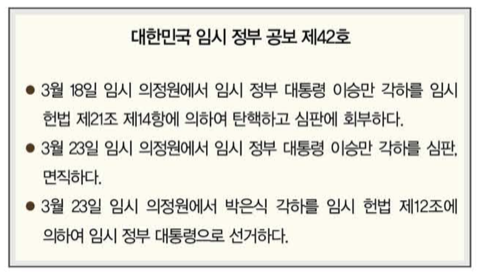 대한민국 임시 정부 공보 제42호
● 3월 18일 임시 의정원에서 임시 정부 대통령 이승만 각하를 임시
헌법 제21조 제14항에 의하여 탄핵하고 심판에 회부하다.
● 3월 23일 임시 의정원에서 임시 정부 대통령 이승만 각하를 심판,
면직하다.
● 3월 23일 임시 의정원에서 박은식 각하를 임시 헌법 제12조에
의하여 임시 정부 대통령으로 선거하다.